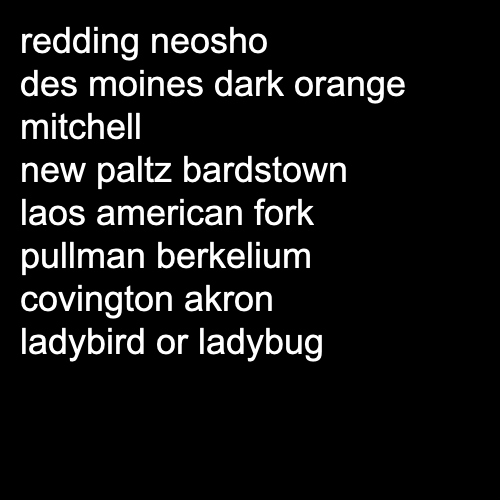 redding neosho
des moines dark orange
mitchell
new paltz bardstown
laos american fork
pullman berkelium
covington akron
ladybird or ladybug